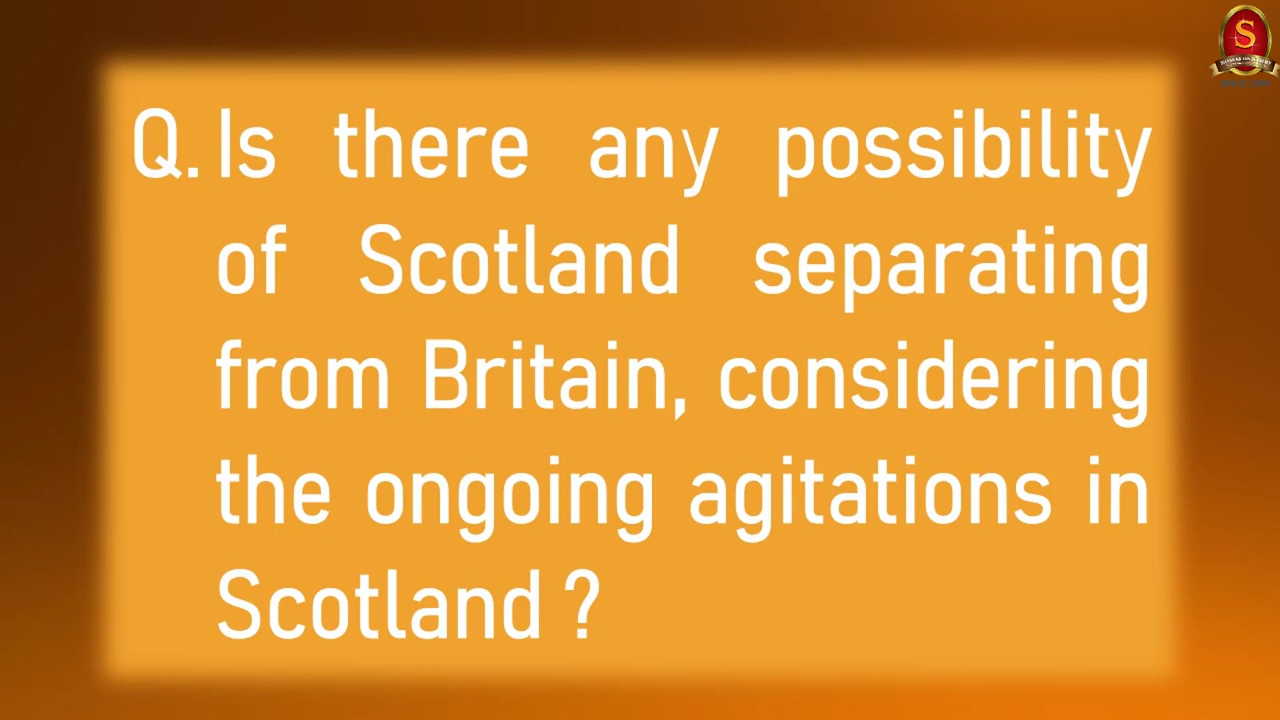 Q. Is there any possibility
of Scotland separating
from Britain, considering
the ongoing agitations in
Scotland ?
S